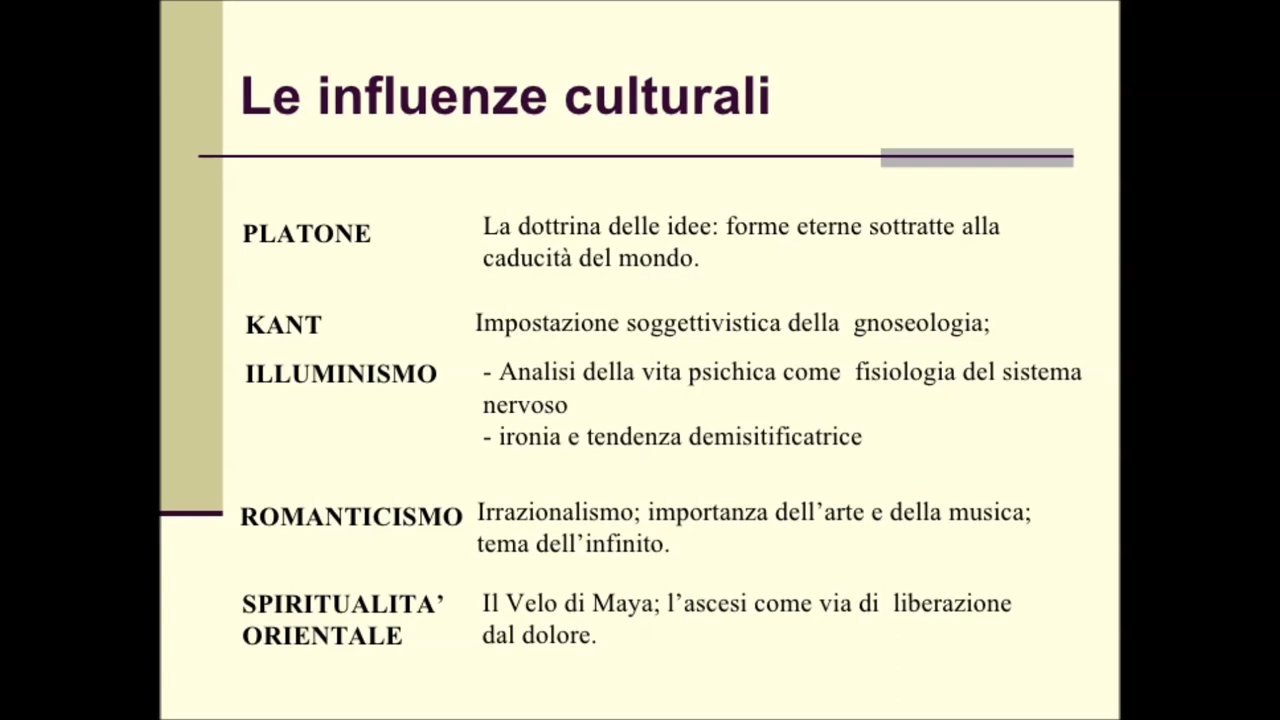 Le influenze culturali
PLATONE
La dottrina delle idee: forme eterne sottratte alla
caducità del mondo.
KANT
Impostazione soggettivistica della gnoseologia;
ILLUMINISMO
- Analisi della vita psichica come fisiologia del sistema
nervoso
- ironia e tendenza demisitificatrice
ROMANTICISMO
Irrazionalismo; importanza dell’arte e della musica;
tema dell’infinito.
SPIRITUALITA’
ORIENTALE
Il Velo di Maya; l’ascesi come via di liberazione
dal dolore.